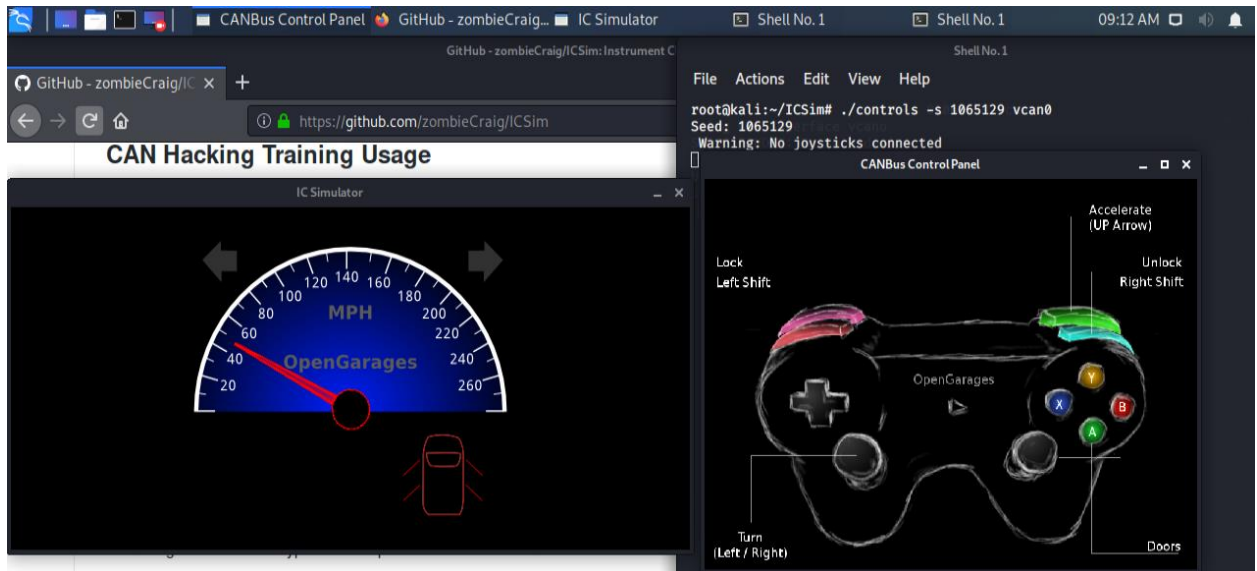 CANBus Control Panel
GitHub - zombieCraig...
IC Simulator
Shell No. 1
Shell No. 1
09:12 AM
GitHub - zombieCraig/ICSim: Instrument C
GitHub - zombieCraig/IC
https://github.com/zombieCraig/ICSim
CAN Hacking Training Usage
Shell No. 1
File Actions Edit View Help
root@kali:~/ICSim# ./controls -s 1065129 vcan0
Seed: 1065129
Warning: No joysticks connected
IC Simulator
20
40
60
80
100
120
140
160
180
200
220
240
260
MPH
OpenGarages
CANBus Control Panel
Accelerate
(UP Arrow)
Lock
Left Shift
Unlock
Right Shift
OpenGarages
Y
X
B
A
Turn
(Left / Right)
Doors